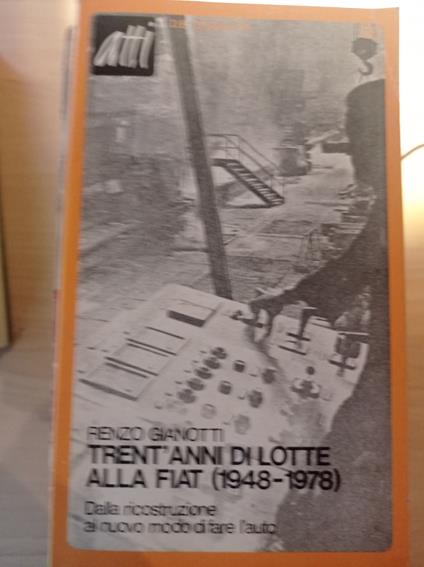 atti
RENZO GIANOTTI
TRENT'ANNI DI LOTTE
ALLA FIAT (1948-1978)
Dalla ricostruzione
al nuovo modo di fare l'auto